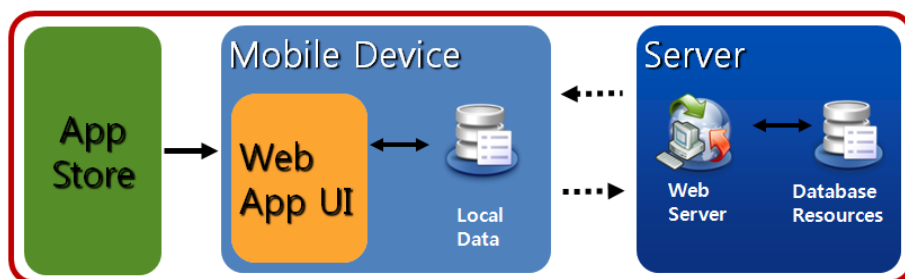 App
Store
Mobile Device
Web
App UI
Local
Data
Server
Web
Server
Database
Resources